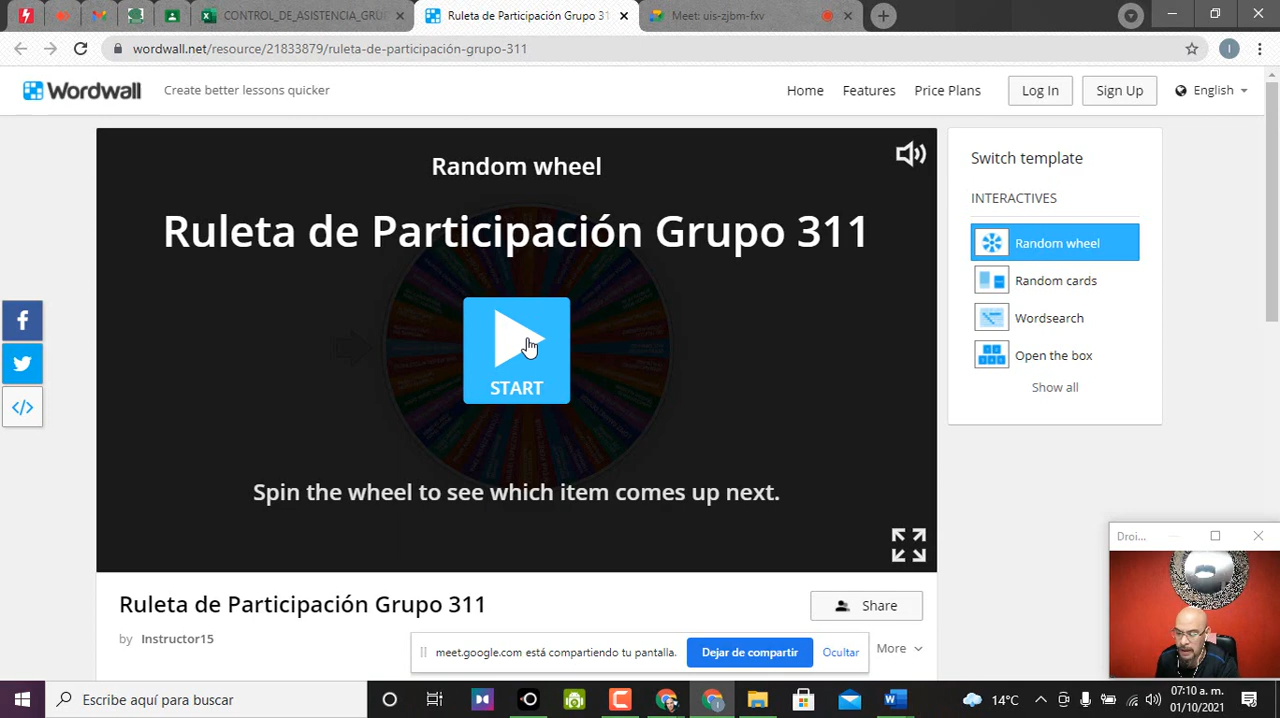 CONTROL_DE_ASISTENCIA_GRU
Ruleta de Participación Grupo 311
Meet: uis-zjbm-fxv
wordwall.net/resource/21833879/ruleta-de-participación-grupo-311
I
Wordwall
Create better lessons quicker
Home
Features
Price Plans
Log In
Sign Up
English
Random wheel
Ruleta de Participación Grupo 311
START
Spin the wheel to see which item comes up next.
Switch template
INTERACTIVES
Random wheel
Random cards
Wordsearch
Open the box
Show all
Droi...
Ruleta de Participación Grupo 311
Share
by Instructor15
meet.google.com está compartiendo tu pantalla.
Dejar de compartir
Ocultar
More
Escribe aquí para buscar
14°C
07:10 a. m.
01/10/2021